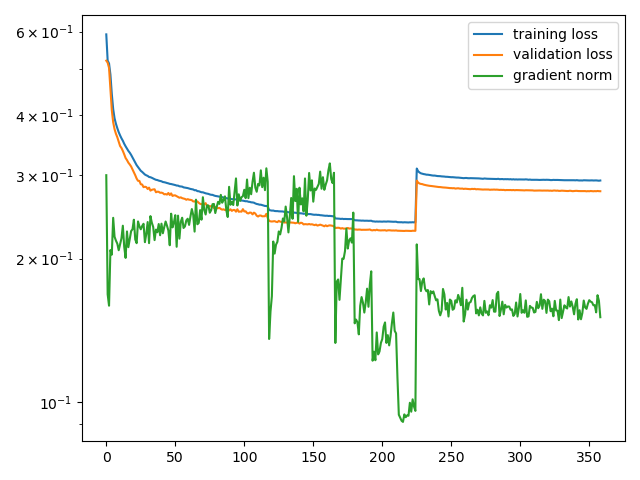 6 × 10⁻¹
4 × 10⁻¹
3 × 10⁻¹
2 × 10⁻¹
10⁻¹
training loss
validation loss
gradient norm
0 50 100 150 200 250 300 350